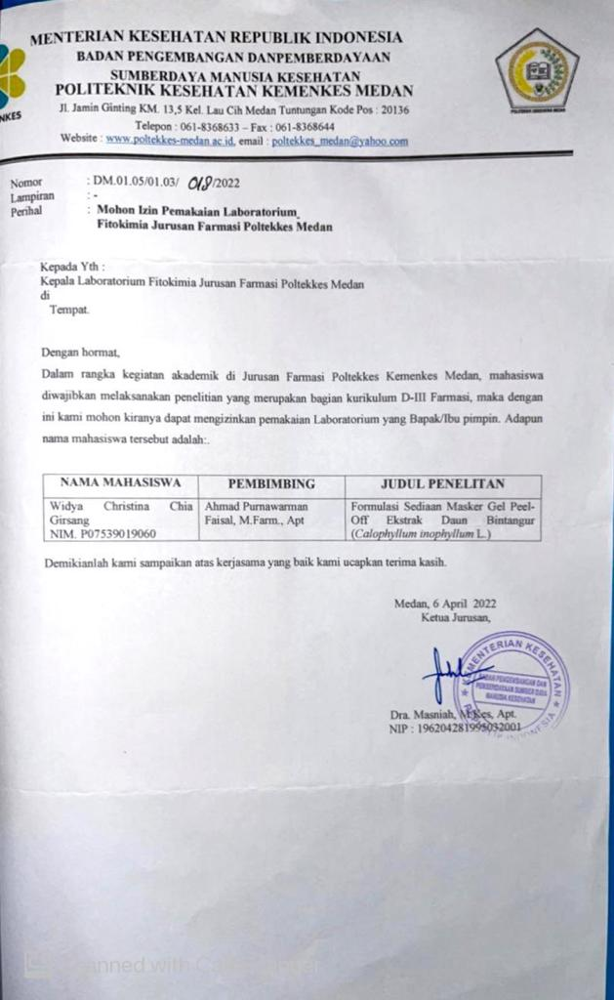 MENTERIAN KESEHATAN REPUBLIK INDONESIA
BADAN PENGEMBANGAN DANPEMBERDAYAAN
SUMBERDAYA MANUSIA KESEHATAN
POLITEKNIK KESEHATAN KEMENKES MEDAN
Jl. Jamin Ginting KM. 13,5 Kel. Lau Cih Medan Tuntungan Kode Pos : 20136
Telepon : 061-8368633 – Fax : 061-8368644
Website : www.poltekkes-medan.ac.id, email : poltekkes_medan@yahoo.com
NKES
Nomor : DM.01.05/01.03/ 018/2022
Lampiran : -
Perihal : Mohon Izin Pemakaian Laboratorium
Fitokimia Jurusan Farmasi Poltekkes Medan
Kepada Yth :
Kepala Laboratorium Fitokimia Jurusan Farmasi Poltekkes Medan
di
Tempat.
Dengan hormat,
Dalam rangka kegiatan akademik di Jurusan Farmasi Poltekkes Kemenkes Medan, mahasiswa
diwajibkan melaksanakan penelitian yang merupakan bagian kurikulum D-III Farmasi, maka dengan
ini kami mohon kiranya dapat mengizinkan pemakaian Laboratorium yang Bapak/Ibu pimpin. Adapun
nama mahasiswa tersebut adalah:.
NAMA MAHASISWA PEMBIMBING JUDUL PENELITAN
Widya Christina Chia Ahmad Purnawarman Formulasi Sediaan Masker Gel Peel-
Girsang Faisal, M.Farm., Apt Off Ekstrak Daun Bintangur
NIM. P07539019060 (Calophyllum inophyllum L.)
Demikianlah kami sampaikan atas kerjasama yang baik kami ucapkan terima kasih.
Medan, 6 April 2022
Ketua Jurusan,
KEMENTERIAN KESEHATAN
BADAN PENGEMBANGAN DAN
PEMBERDAYAAN SUMBER DAYA
MANUSIA KESEHATAN
REPUBLIK INDONESIA
Dra. Masniah, M.Kes, Apt.
NIP : 196204281995032001